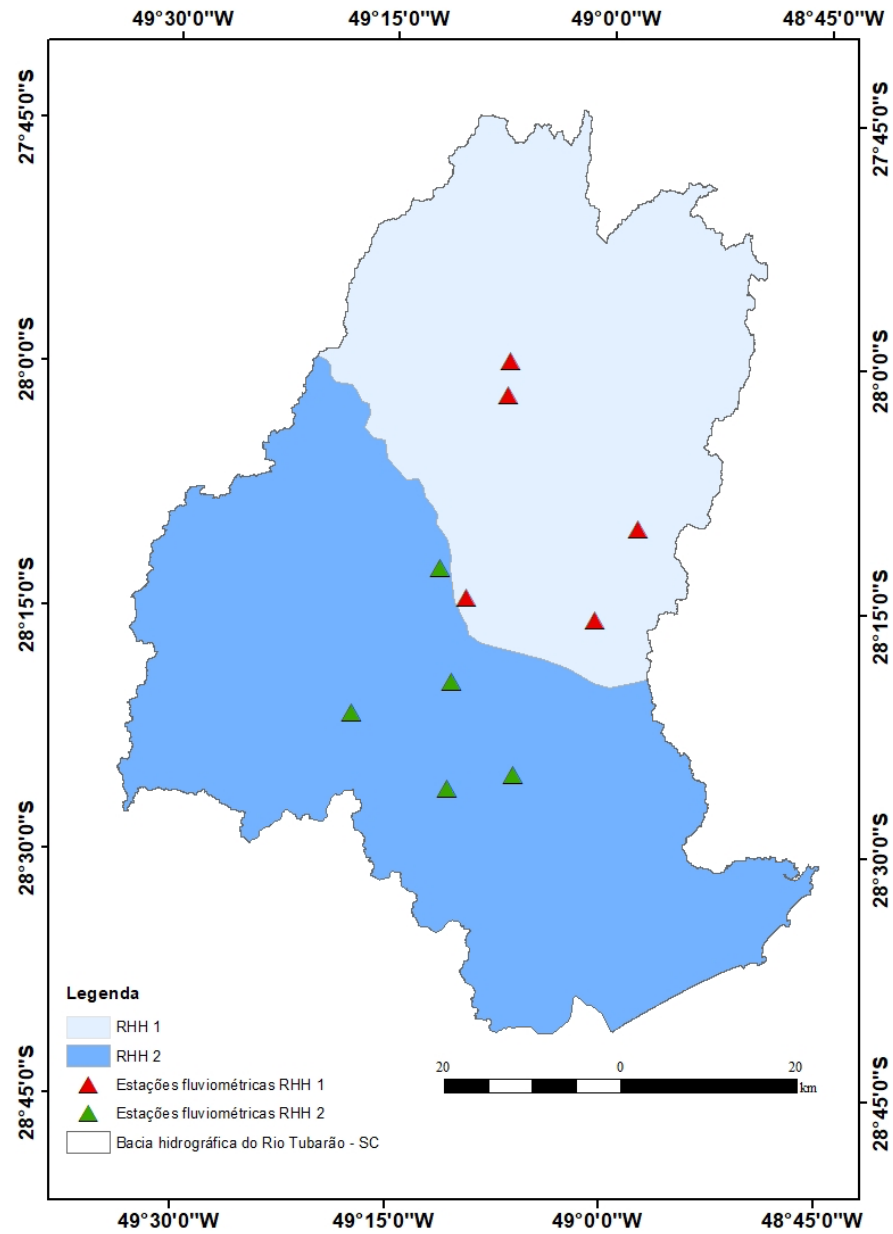 49°30'0"W 49°15'0"W 49°0'0"W 48°45'0"W
27°45'0"S 27°45'0"S
28°0'0"S 28°0'0"S
28°15'0"S 28°15'0"S
28°30'0"S 28°30'0"S
Legenda
RHH 1
RHH 2
Estações fluviométricas RHH 1
Estações fluviométricas RHH 2
Bacia hidrográfica do Rio Tubarão - SC
20 0 20
km
28°45'0"S 28°45'0"S
49°30'0"W 49°15'0"W 49°0'0"W 48°45'0"W